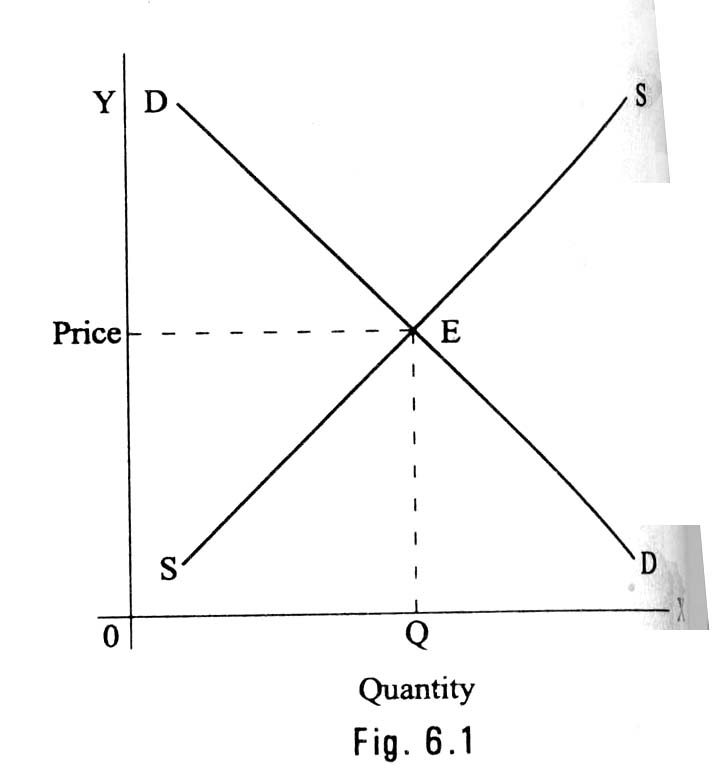 Y D S
Price E
S D
X
0 Q
Quantity
Fig. 6.1